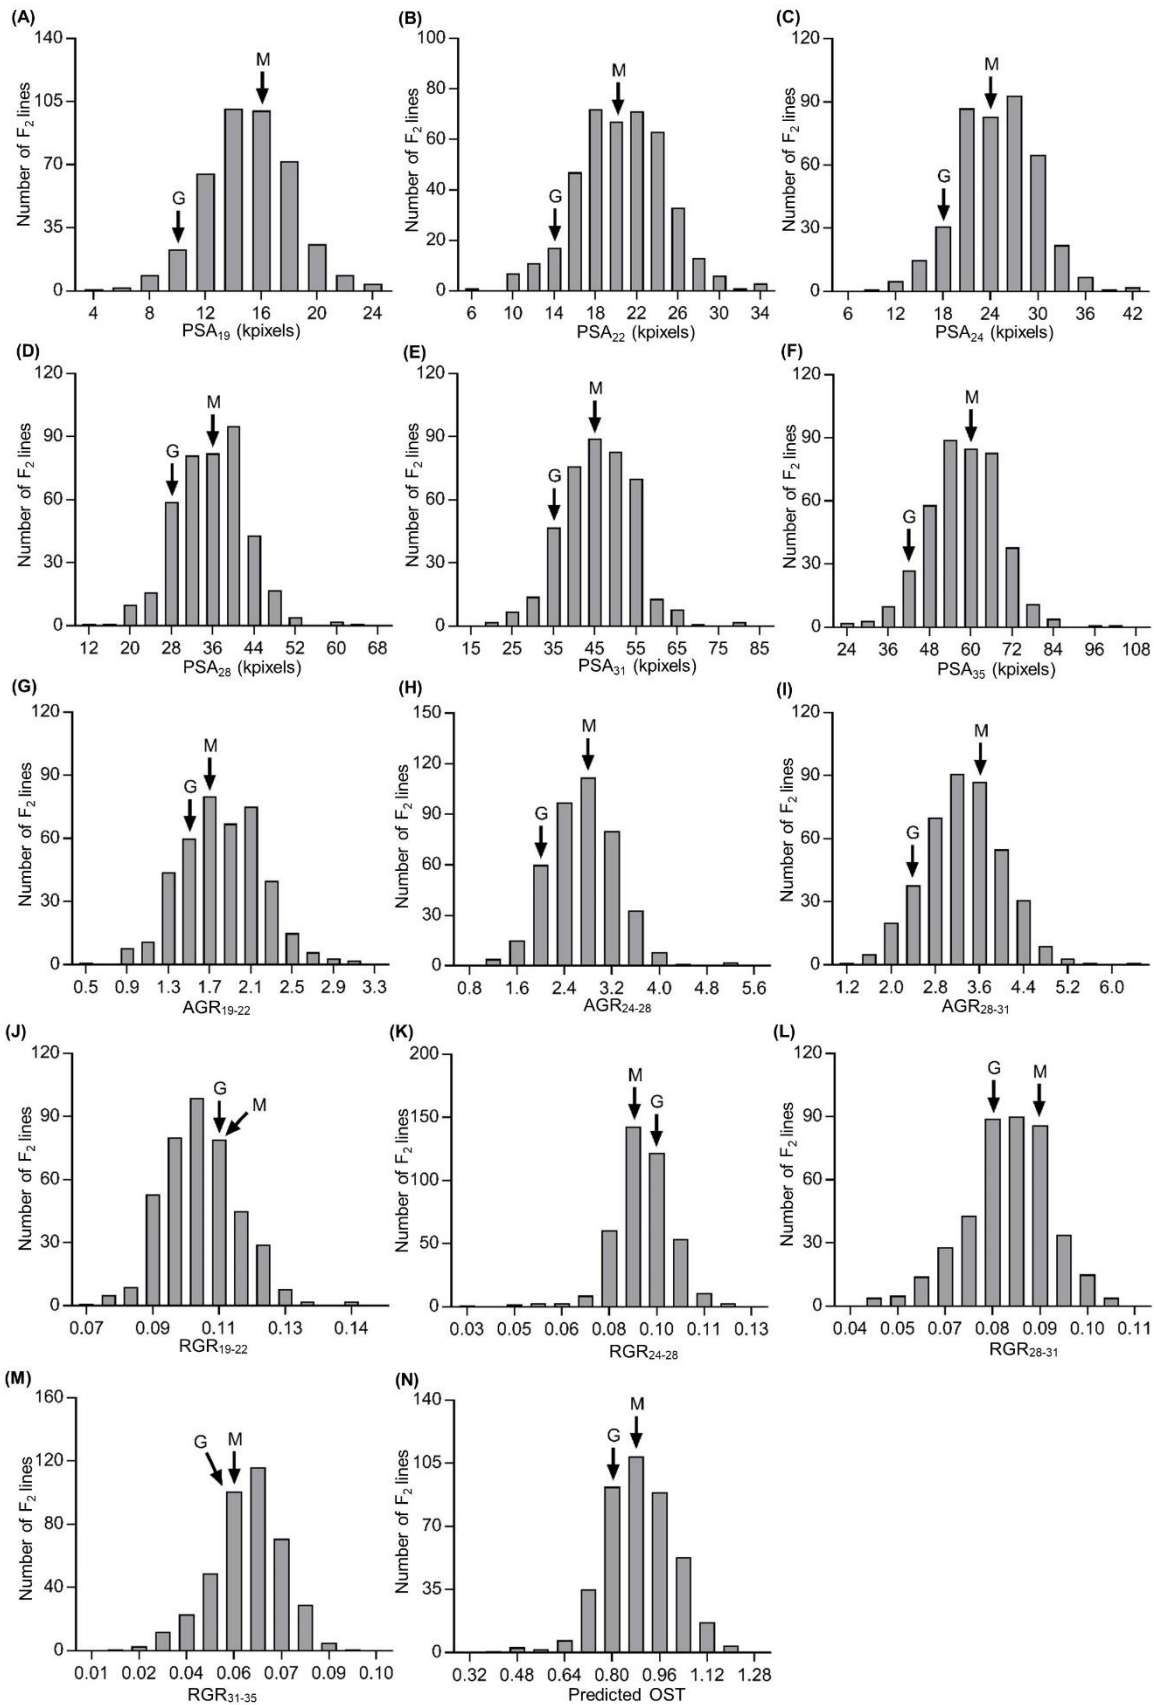 (A)
140
105
70
35
0
Number of F2 lines
G
M
4 8 12 16 20 24
PSA19 (kpixels)
(B)
100
80
60
40
20
0
Number of F2 lines
G
M
6 10 14 18 22 26 30 34
PSA22 (kpixels)
(C)
120
90
60
30
0
Number of F2 lines
G
M
6 12 18 24 30 36 42
PSA24 (kpixels)
(D)
120
90
60
30
0
Number of F2 lines
G
M
12 20 28 36 44 52 60 68
PSA28 (kpixels)
(E)
120
90
60
30
0
Number of F2 lines
G
M
15 25 35 45 55 65 75 85
PSA31 (kpixels)
(F)
120
90
60
30
0
Number of F2 lines
G
M
24 36 48 60 72 84 96 108
PSA35 (kpixels)
(G)
120
90
60
30
0
Number of F2 lines
G
M
0.5 0.9 1.3 1.7 2.1 2.5 2.9 3.3
AGR19-22
(H)
150
120
90
60
30
0
Number of F2 lines
G
M
0.8 1.6 2.4 3.2 4.0 4.8 5.6
AGR24-28
(I)
120
90
60
30
0
Number of F2 lines
G
M
1.2 2.0 2.8 3.6 4.4 5.2 6.0
AGR28-31
(J)
120
90
60
30
0
Number of F2 lines
G
M
0.07 0.09 0.11 0.13 0.14
RGR19-22
(K)
200
150
100
50
0
Number of F2 lines
M
G
0.03 0.05 0.06 0.08 0.10 0.11 0.13
RGR24-28
(L)
120
90
60
30
0
Number of F2 lines
G
M
0.04 0.05 0.07 0.08 0.09 0.10 0.11
RGR28-31
(M)
160
120
80
40
0
Number of F2 lines
G
M
0.01 0.02 0.04 0.06 0.07 0.09 0.10
RGR31-35
(N)
140
105
70
35
0
Number of F2 lines
G
M
0.32 0.48 0.64 0.80 0.96 1.12 1.28
Predicted OST